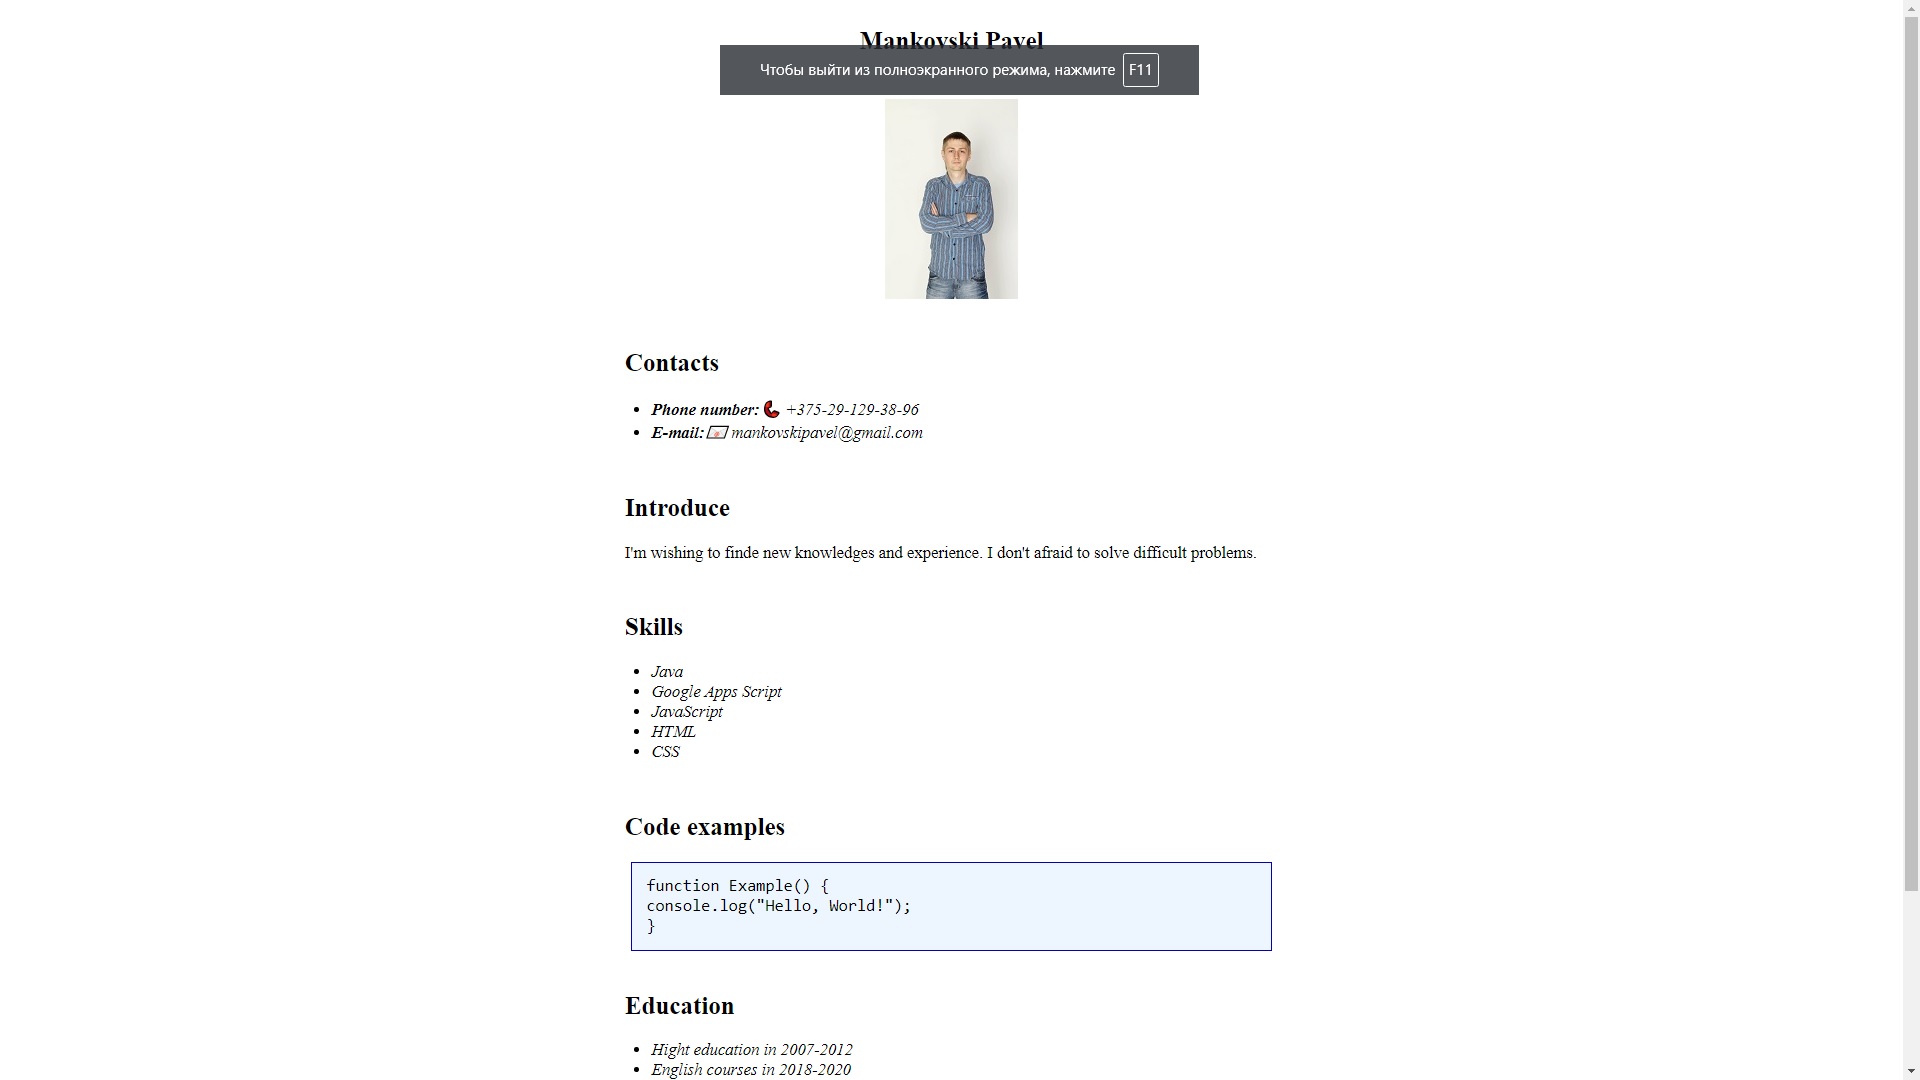 Mankovski Pavel
Чтобы выйти из полноэкранного режима, нажмите F11
Contacts
Phone number: +375-29-129-38-96
E-mail: mankovskipavel@gmail.com
Introduce
I'm wishing to finde new knowledges and experience. I don't afraid to solve difficult problems.
Skills
Java
Google Apps Script
JavaScript
HTML
CSS
Code examples
function Example() {
console.log("Hello, World!");
}
Education
Hight education in 2007-2012
English courses in 2018-2020